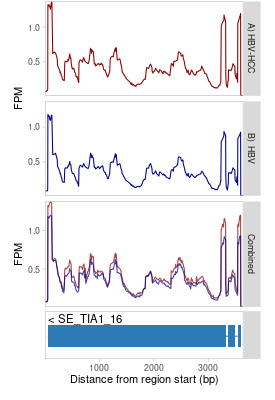 1.0
0.5
FPM
A) HBV-HCC
1.0
0.5
B) HBV
1.0
0.5
FPM
Combined
< SE_TIA1_16
1000
2000
3000
Distance from region start (bp)